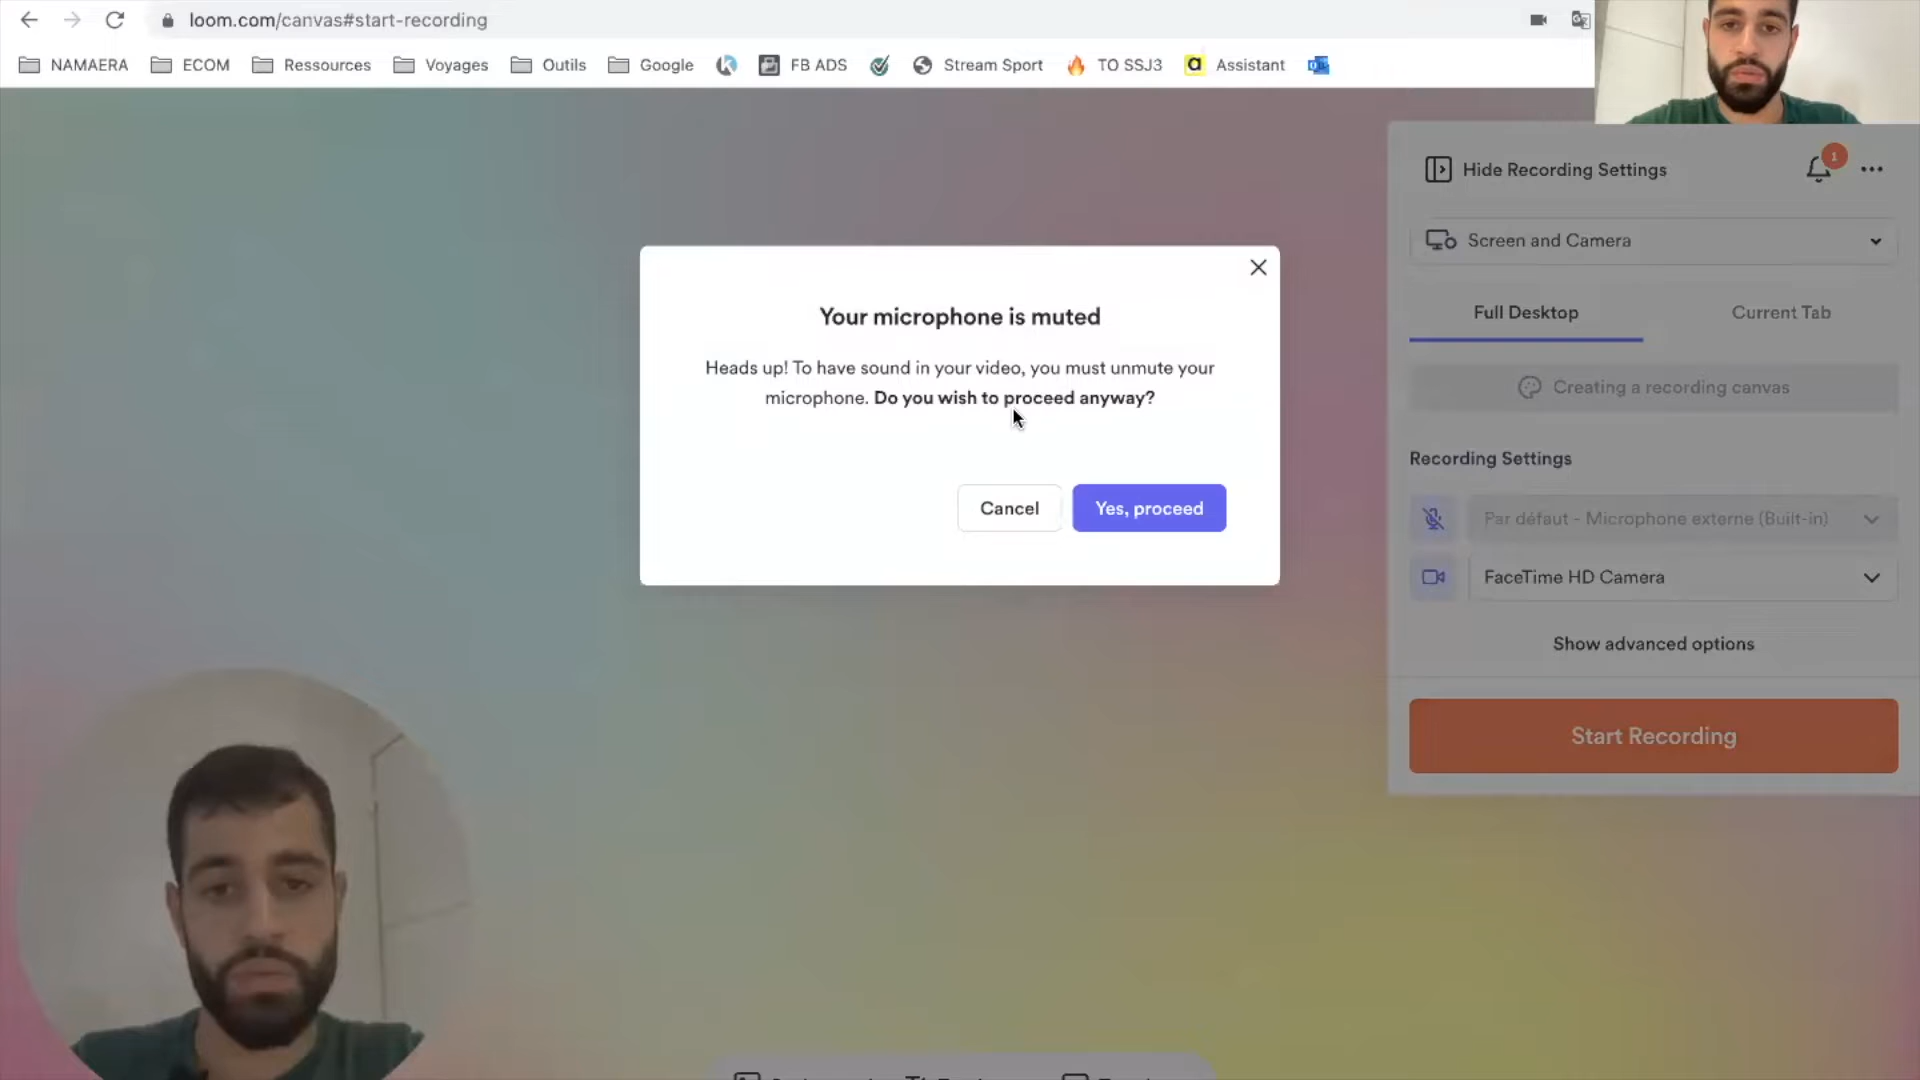 loom.com/canvas#start-recording
NAMAERA ECOM Ressources Voyages Outils Google FB ADS Stream Sport TO SSJ3 a Assistant
Hide Recording Settings 1
Screen and Camera
Full Desktop Current Tab
Creating a recording canvas
Recording Settings
Par défaut - Microphone externe (Built-in)
FaceTime HD Camera
Show advanced options
Start Recording
Your microphone is muted
Heads up! To have sound in your video, you must unmute your
microphone. Do you wish to proceed anyway?
Cancel Yes, proceed